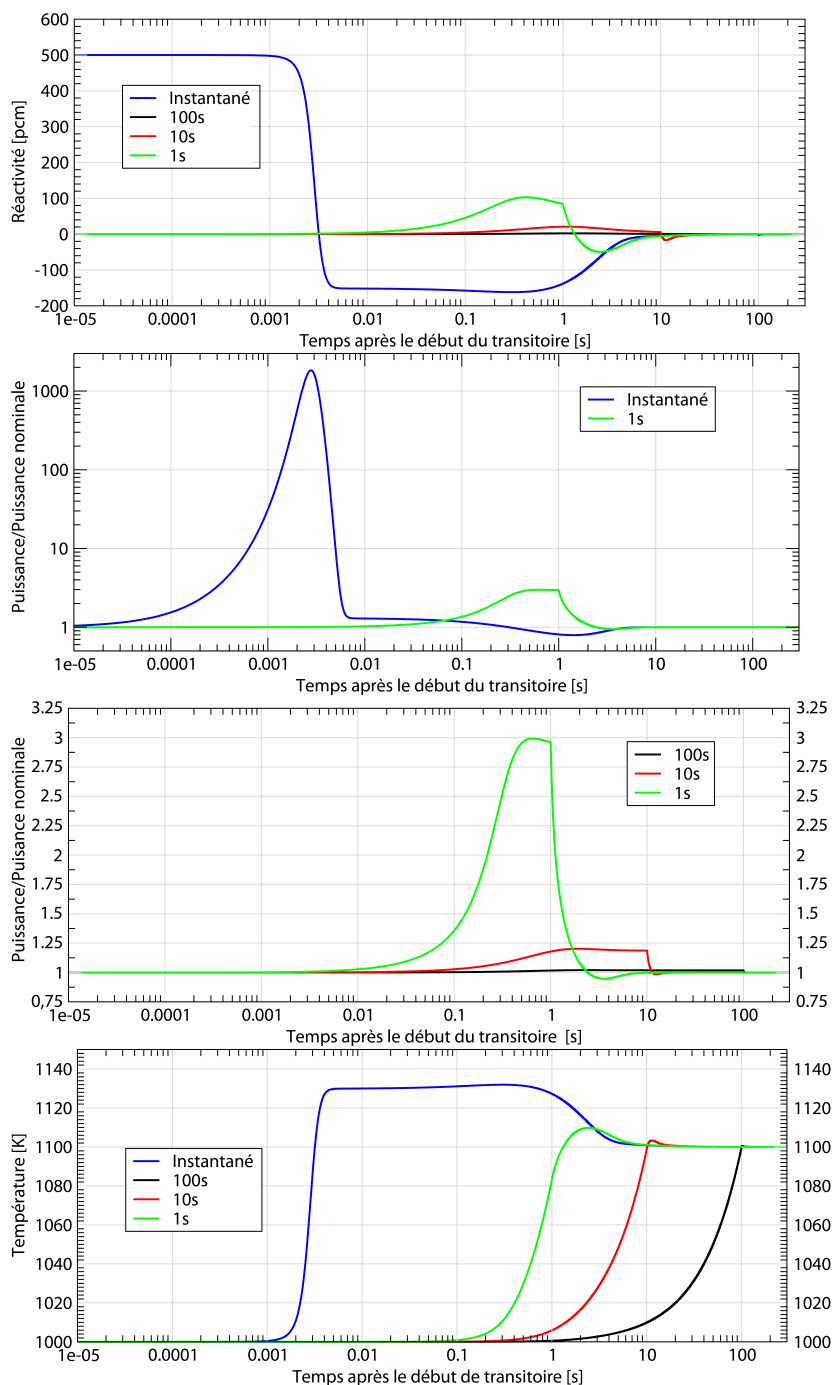 600
500
400
300
200
100
0
-100
-200
Réactivité [pcm]
Instantané
100s
10s
1s
1e-05 0.0001 0.001 0.01 0.1 1 10 100
Temps après le début du transitoire [s]
1000
100
10
1
Puissance/Puissance nominale
Instantané
1s
1e-05 0.0001 0.001 0.01 0.1 1 10 100
Temps après le début du transitoire [s]
3.25 3.25
3 3
2.75 2.75
2.5 2.5
2.25 2.25
2 2
1.75 1.75
1.5 1.5
1.25 1.25
1 1
0,75 0.75
Puissance/Puisance nominale
100s
10s
1s
1e-05 0.0001 0.001 0.01 0.1 1 10 100
Temps après le début du transitoire [s]
1140 1140
1120 1120
1100 1100
1080 1080
1060 1060
1040 1040
1020 1020
1000 1000
Température [K]
Instantané
100s
10s
1s
1e-05 0.0001 0.001 0.01 0.1 1 10 100
Temps après le début de transitoire [s]